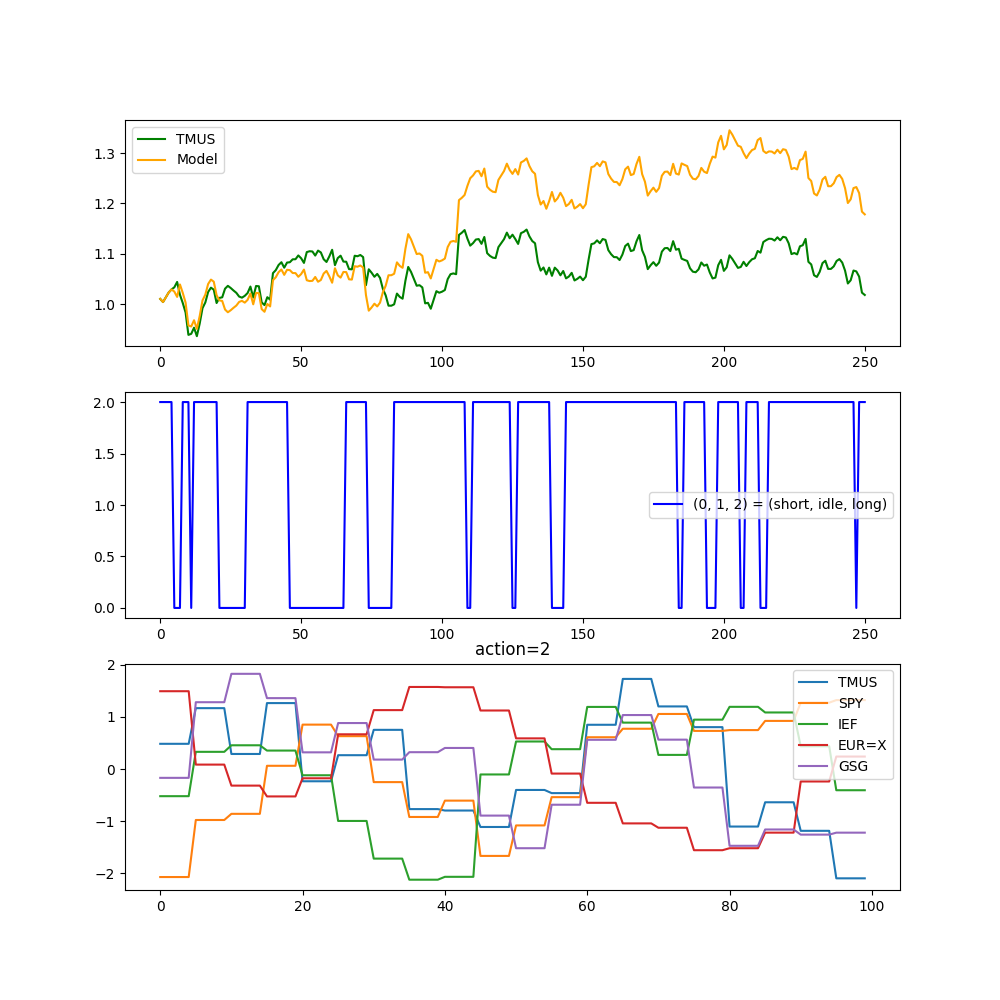 TMUS
Model
1.3
1.2
1.1
1.0
0 50 100 150 200 250
2.0
1.5
1.0
0.5
0.0
(0, 1, 2) = (short, idle, long)
0 50 100 150 200 250
action=2
2
1
0
−1
−2
TMUS
SPY
IEF
EUR=X
GSG
0 20 40 60 80 100